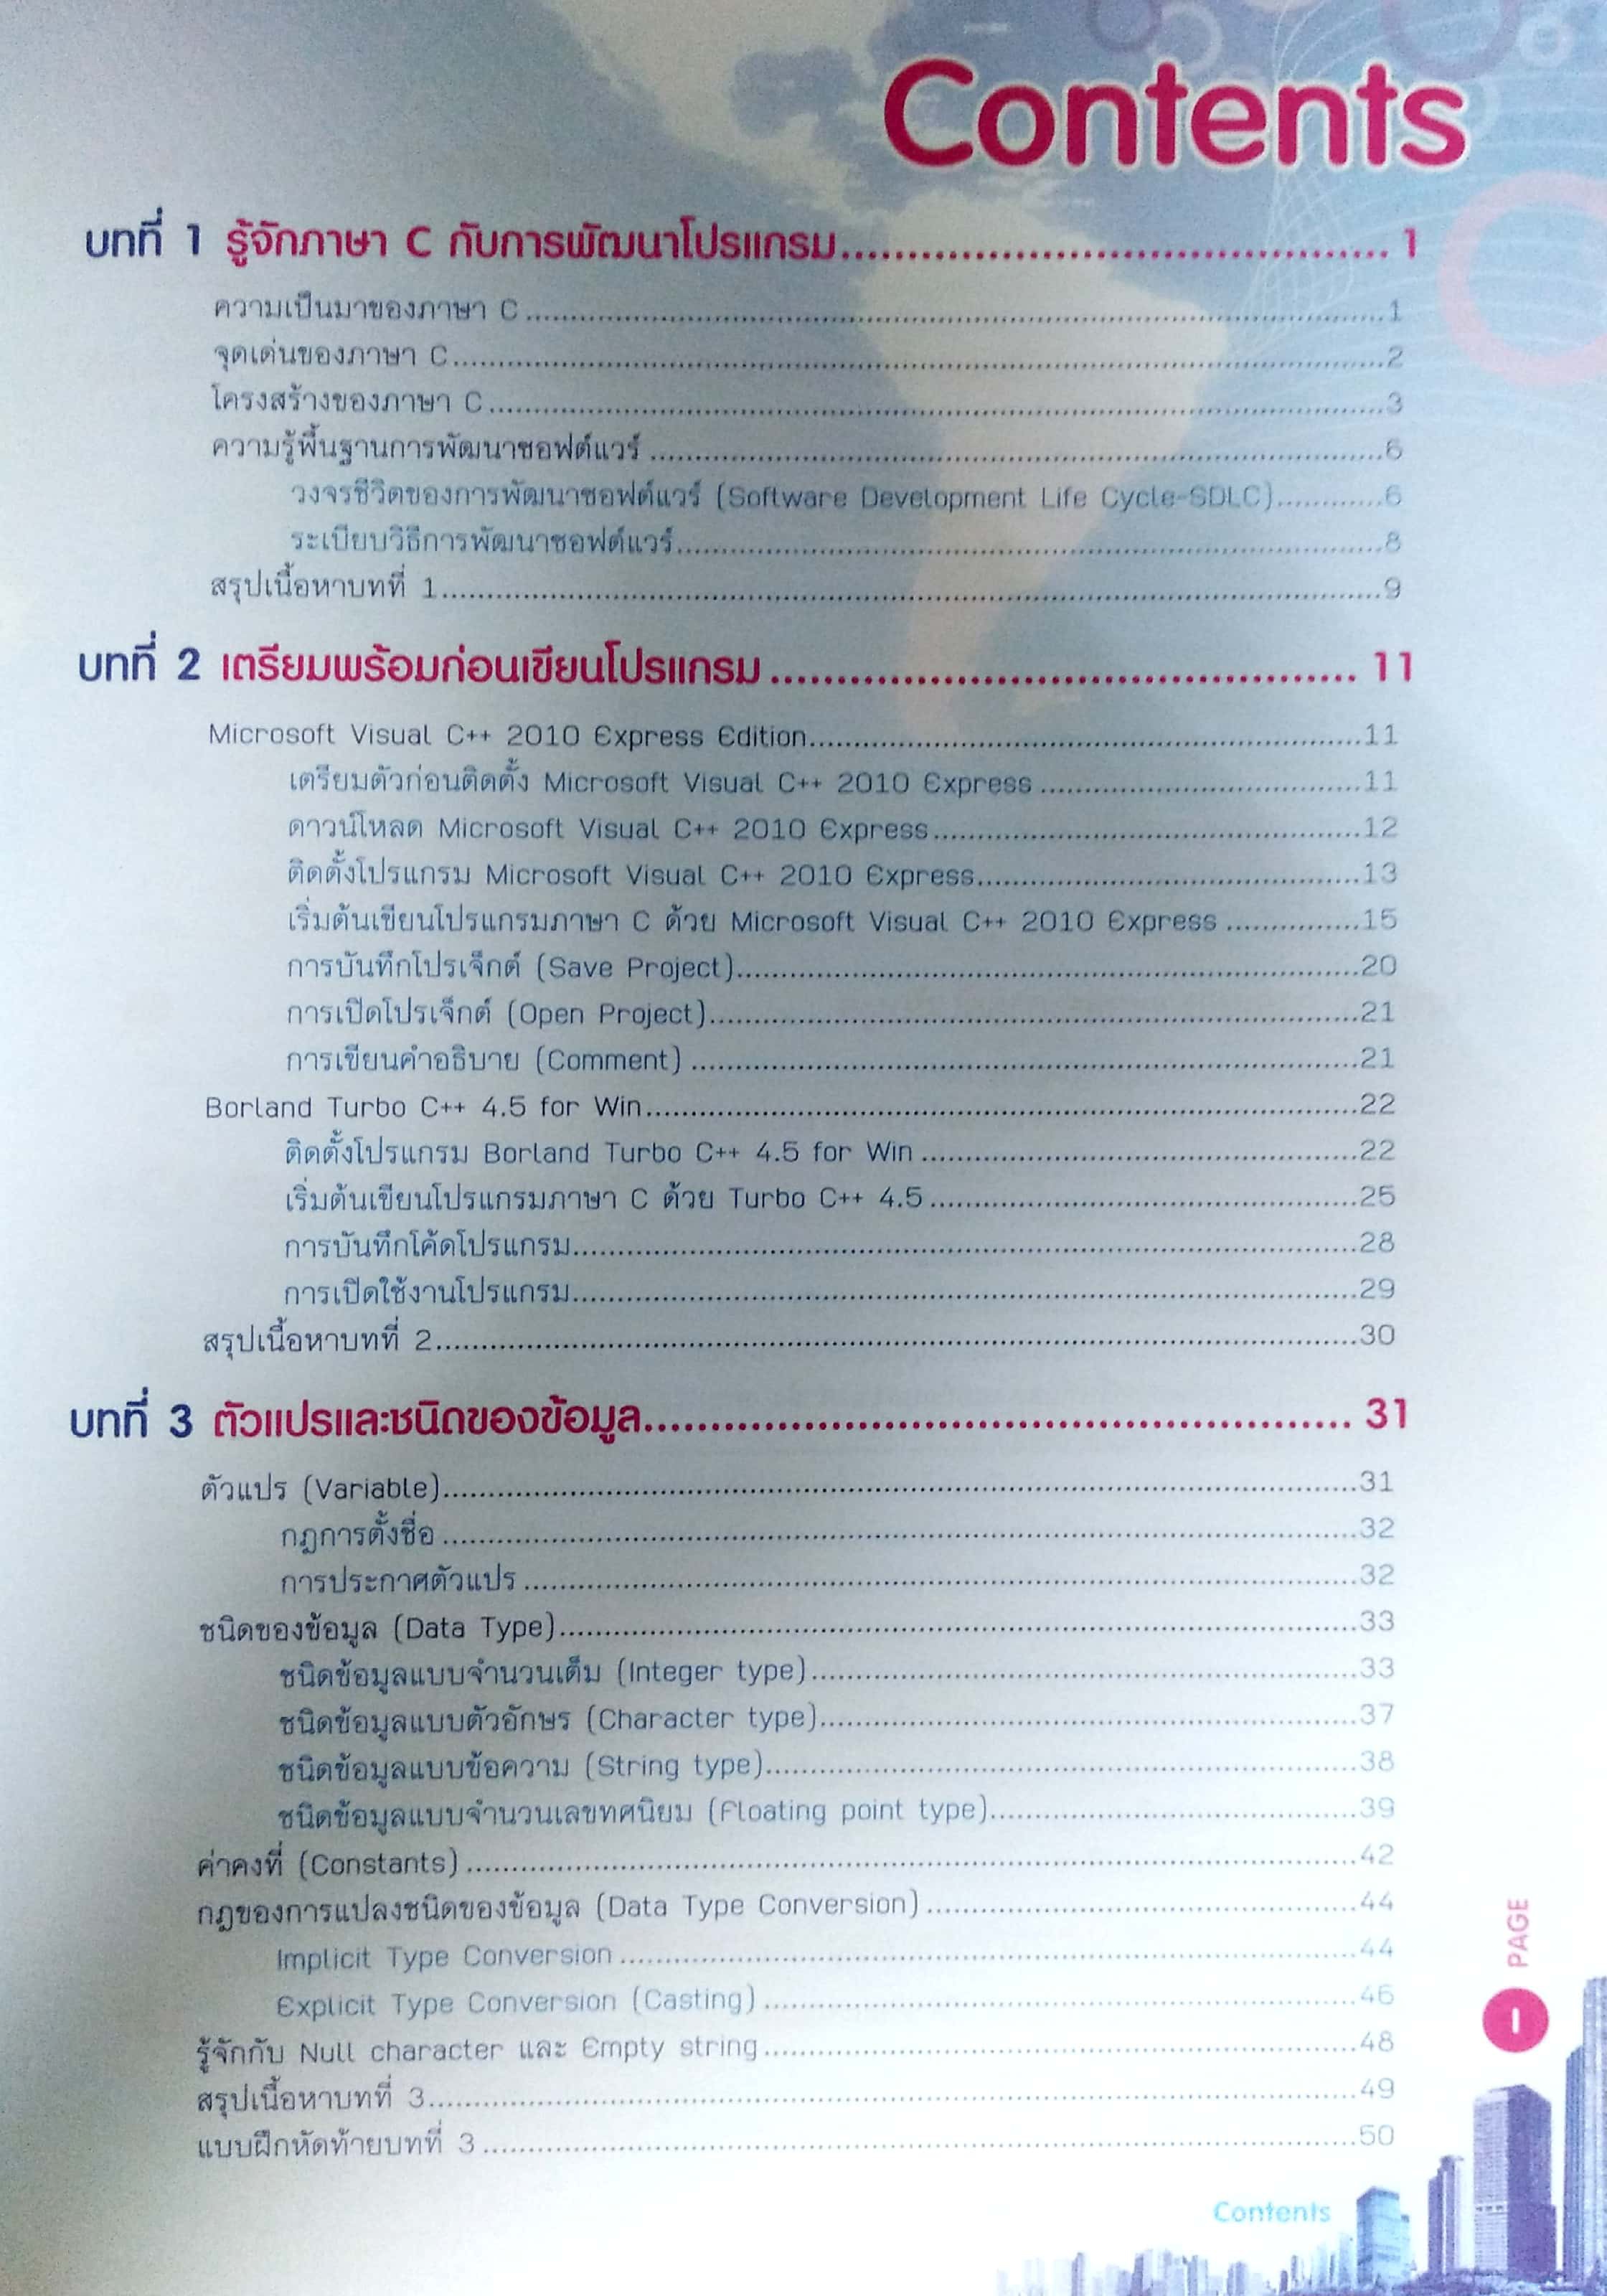 Contents
บทที่ 1 รู้จักภาษา C กับการพัฒนาโปรแกรม........................................ 1
ความเป็นมาของภาษา C........................................1
จุดเด่นของภาษา C........................................2
โครงสร้างของภาษา C........................................3
ความรู้พื้นฐานการพัฒนาซอฟต์แวร์........................................6
วงจรชีวิตของการพัฒนาซอฟต์แวร์ (Software Development Life Cycle-SDLC)............6
ระเบียบวิธีการพัฒนาซอฟต์แวร์........................................8
สรุปเนื้อหาบทที่ 1........................................9
บทที่ 2 เตรียมพร้อมก่อนเขียนโปรแกรม........................................ 11
Microsoft Visual C++ 2010 Express Edition........................................11
เตรียมตัวก่อนติดตั้ง Microsoft Visual C++ 2010 Express........................................11
ดาวน์โหลด Microsoft Visual C++ 2010 Express........................................12
ติดตั้งโปรแกรม Microsoft Visual C++ 2010 Express........................................13
เริ่มต้นเขียนโปรแกรมภาษา C ด้วย Microsoft Visual C++ 2010 Express...............15
การบันทึกโปรเจ็กต์ (Save Project)........................................20
การเปิดโปรเจ็กต์ (Open Project)........................................21
การเขียนคำอธิบาย (Comment)........................................21
Borland Turbo C++ 4.5 for Win........................................22
ติดตั้งโปรแกรม Borland Turbo C++ 4.5 for Win........................................22
เริ่มต้นเขียนโปรแกรมภาษา C ด้วย Turbo C++ 4.5........................................25
การบันทึกโค้ดโปรแกรม........................................28
การเปิดใช้งานโปรแกรม........................................29
สรุปเนื้อหาบทที่ 2........................................30
บทที่ 3 ตัวแปรและชนิดของข้อมูล........................................ 31
ตัวแปร (Variable)........................................31
กฎการตั้งชื่อ........................................32
การประกาศตัวแปร........................................32
ชนิดของข้อมูล (Data Type)........................................33
ชนิดข้อมูลแบบจำนวนเต็ม (Integer type)........................................33
ชนิดข้อมูลแบบตัวอักษร (Character type)........................................37
ชนิดข้อมูลแบบข้อความ (String type)........................................38
ชนิดข้อมูลแบบจำนวนเลขทศนิยม (Floating point type)........................................39
ค่าคงที่ (Constants)........................................42
กฎของการแปลงชนิดของข้อมูล (Data Type Conversion)........................................44
Implicit Type Conversion........................................44
Explicit Type Conversion (Casting)........................................46
รู้จักกับ Null character และ Empty string........................................48
สรุปเนื้อหาบทที่ 3........................................49
แบบฝึกหัดท้ายบทที่ 3........................................50
PAGE
I
Contents